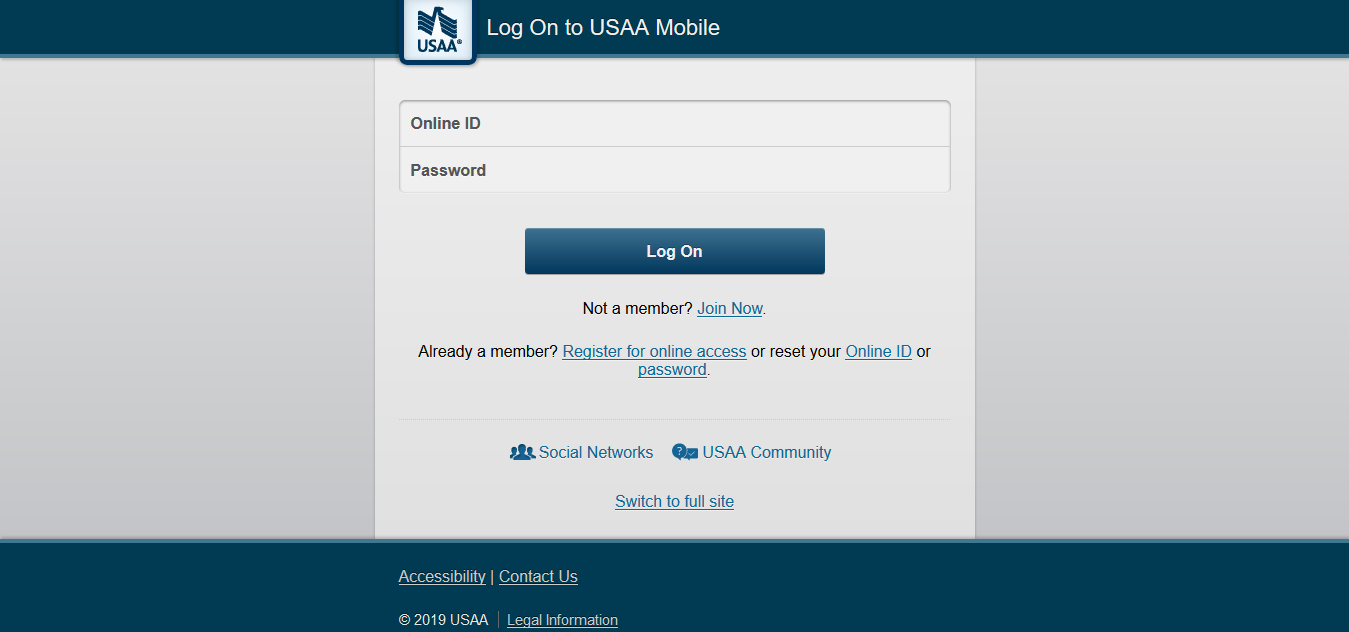 USAA®
Log On to USAA Mobile
Online ID
Password
Log On
Not a member? Join Now.
Already a member? Register for online access or reset your Online ID or
password.
Social Networks ? USAA Community
Switch to full site
Accessibility | Contact Us
© 2019 USAA | Legal Information